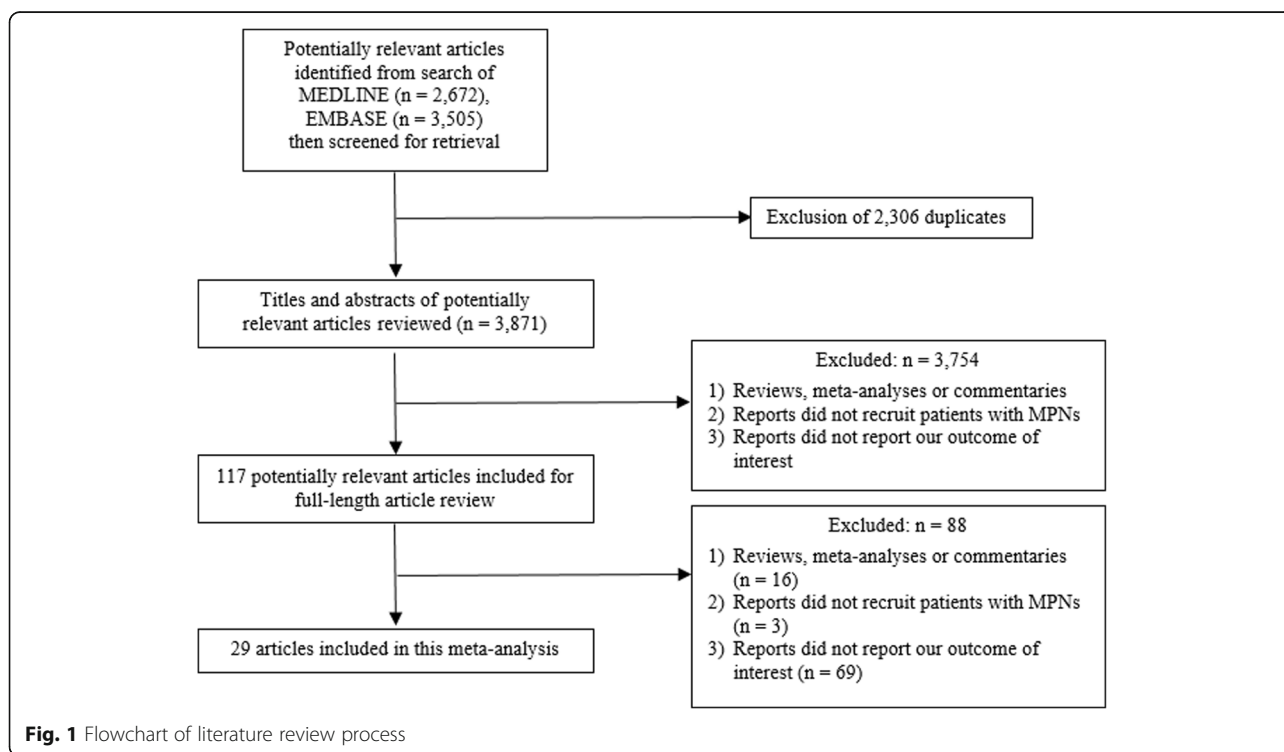 Potentially relevant articles
identified from search of
MEDLINE (n = 2,672),
EMBASE (n = 3,505)
then screened for retrieval
Exclusion of 2,306 duplicates
Titles and abstracts of potentially
relevant articles reviewed (n = 3,871)
Excluded: n = 3,754
1) Reviews, meta-analyses or commentaries
2) Reports did not recruit patients with MPNs
3) Reports did not report our outcome of
interest
117 potentially relevant articles included for
full-length article review
Excluded: n = 88
1) Reviews, meta-analyses or commentaries
(n = 16)
2) Reports did not recruit patients with MPNs
(n = 3)
3) Reports did not report our outcome of
interest (n = 69)
29 articles included in this meta-analysis
Fig. 1 Flowchart of literature review process